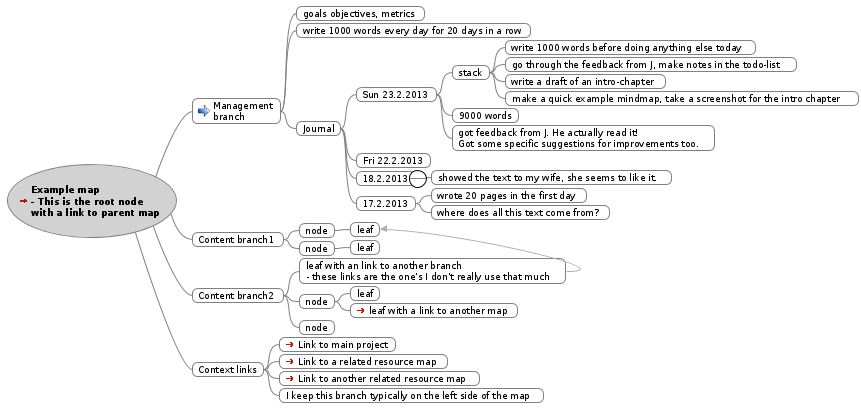 Example map
- This is the root node
with a link to parent map
Management
branch
goals objectives, metrics
write 1000 words every day for 20 days in a row
Journal
Sun 23.2.2013
stack
write 1000 words before doing anything else today
go through the feedback from J, make notes in the todo-list
write a draft of an intro-chapter
make a quick example mindmap, take a screenshot for the intro chapter
9000 words
got feedback from J. He actually read it!
Got some specific suggestions for improvements too.
Fri 22.2.2013
18.2.2013
showed the text to my wife, she seems to like it.
17.2.2013
wrote 20 pages in the first day
where does all this text come from?
Content branch1
node
leaf
node
leaf
Content branch2
leaf with an link to another branch
- these links are the one's I don't really use that much
node
leaf
leaf with a link to another map
node
Context links
Link to main project
Link to a related resource map
Link to another related resource map
I keep this branch typically on the left side of the map